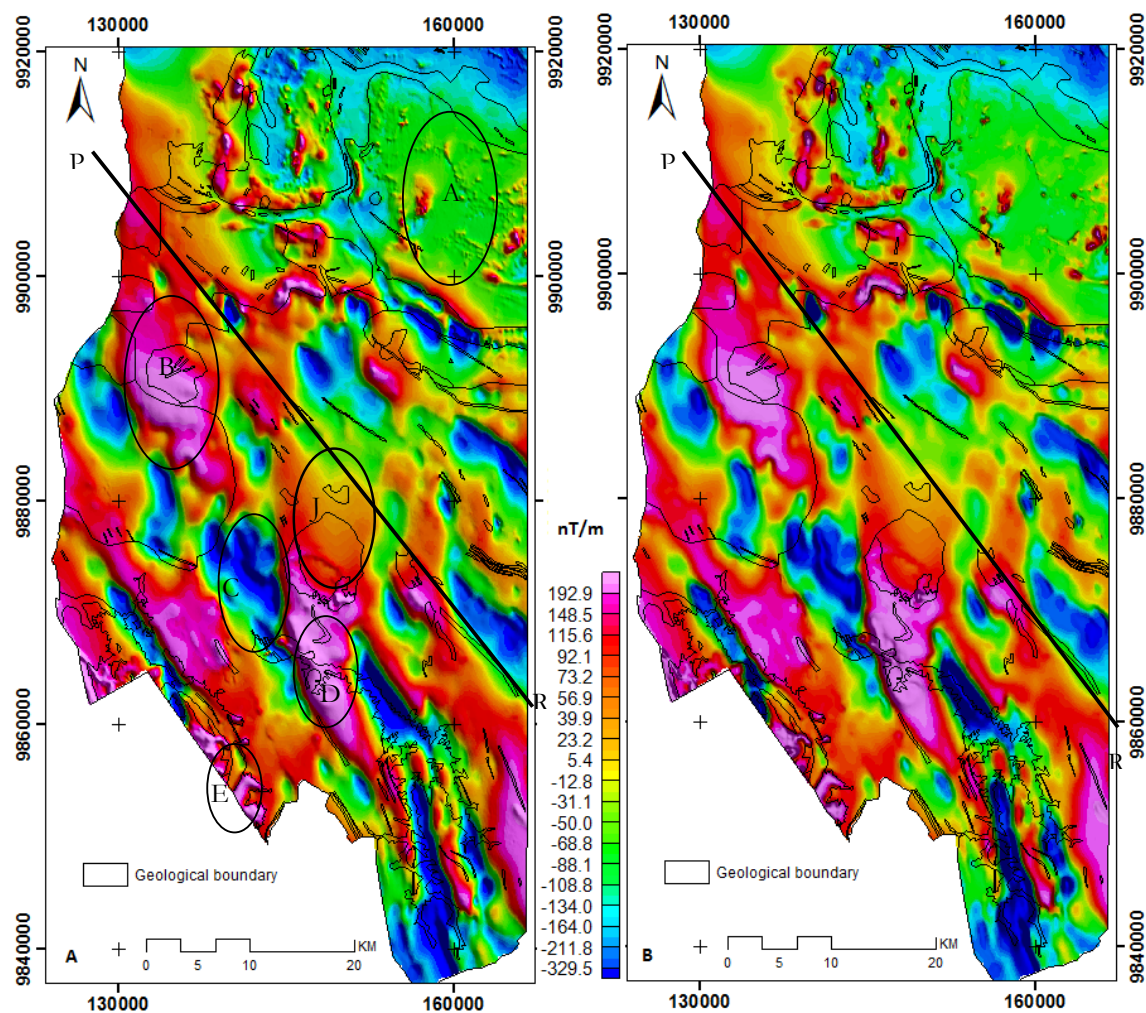 130000
160000
130000
160000
9920000
9920000
9920000
N
N
P
A
P
9900000
9900000
9900000
B
9880000
9880000
9880000
J
nT/m
C
192.9
148.5
115.6
92.1
73.2
56.9
39.9
23.2
5.4
-12.8
-31.1
-50.0
-68.8
-88.1
-108.8
-134.0
-164.0
-211.8
-329.5
D
R
9860000
9860000
9860000
R
E
Geological boundary
Geological boundary
9840000
9840000
9840000
A
KM
0 5 10 20
B
KM
0 5 10 20
130000
160000
130000
160000